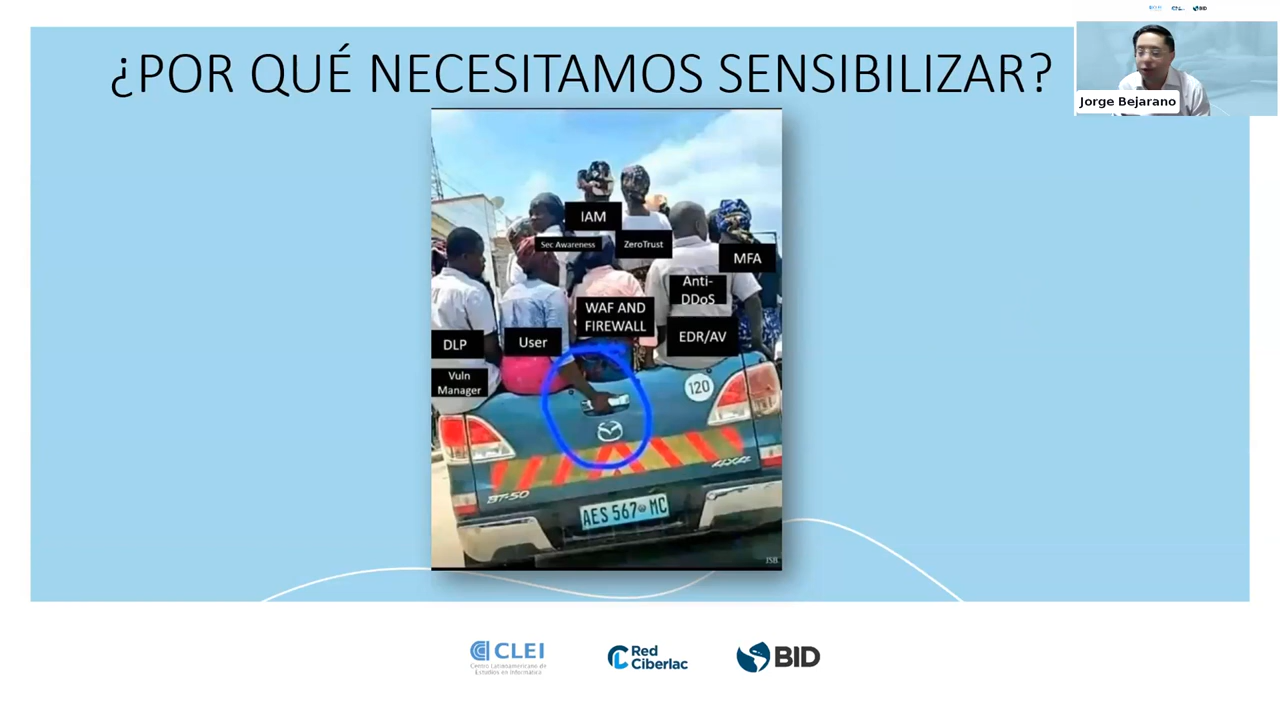 ¿POR QUÉ NECESITAMOS SENSIBILIZAR?
BID
Jorge Bejarano
IAM
Sec Awareness
ZeroTrust
MFA
Anti-
DDoS
WAF AND
FIREWALL
EDR/AV
User
DLP
Vuln
Manager
120
4x4
BT-50
AES 567 MC
JSB
CLEI
Centro Latinoamericano de
Estudios en Informática
Red
Ciberlac
BID